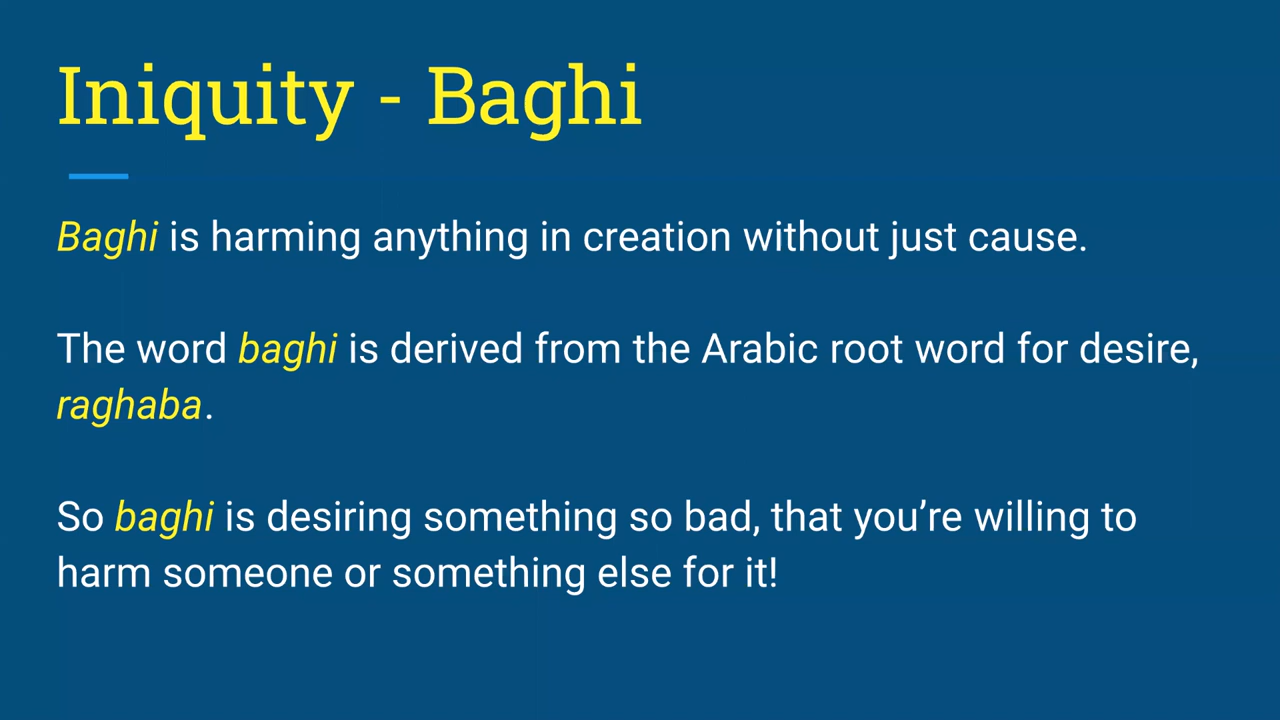 Iniquity - Baghi
Baghi is harming anything in creation without just cause.
The word baghi is derived from the Arabic root word for desire,
raghaba.
So baghi is desiring something so bad, that you’re willing to
harm someone or something else for it!